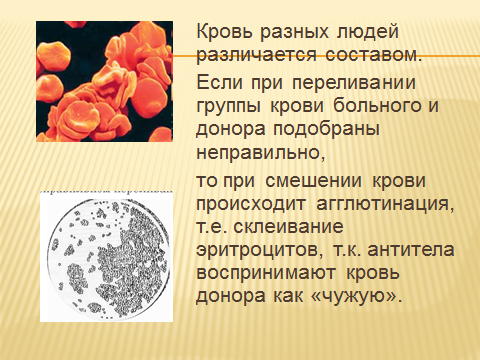 Кровь разных людей
различается составом.
Если при переливании
группы крови больного и
донора подобраны
неправильно,
то при смешении крови
происходит агглютинация,
т.е. склеивание
эритроцитов, т.к. антитела
воспринимают кровь
донора как «чужую».